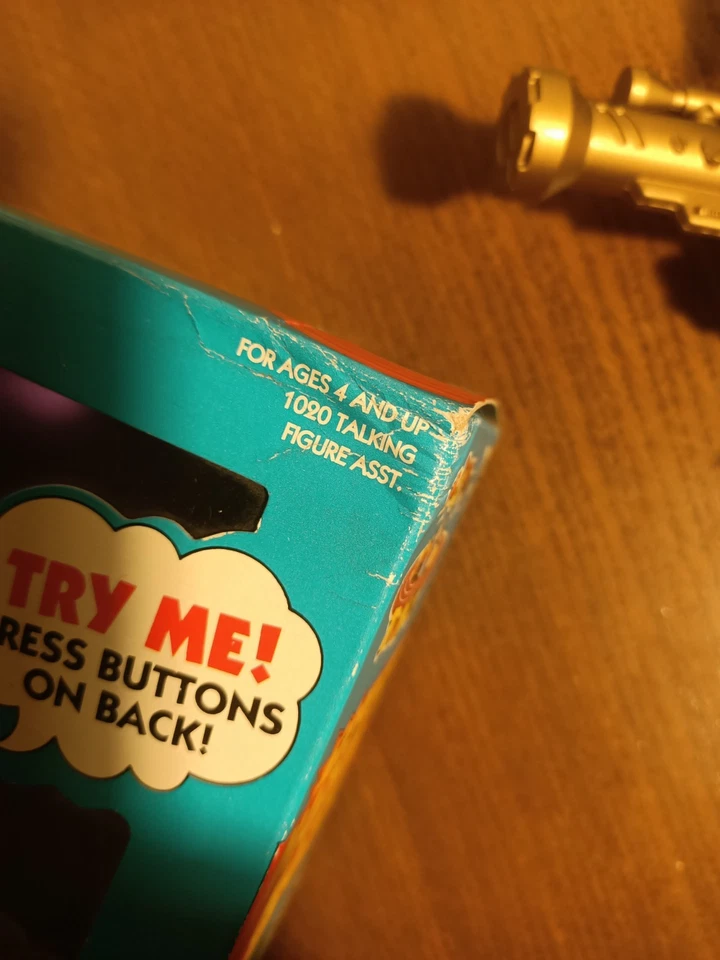 FOR AGES 4 AND UP
1020 TALKING
FIGURE ASST.
TRY ME!
RESS BUTTONS
ON BACK!